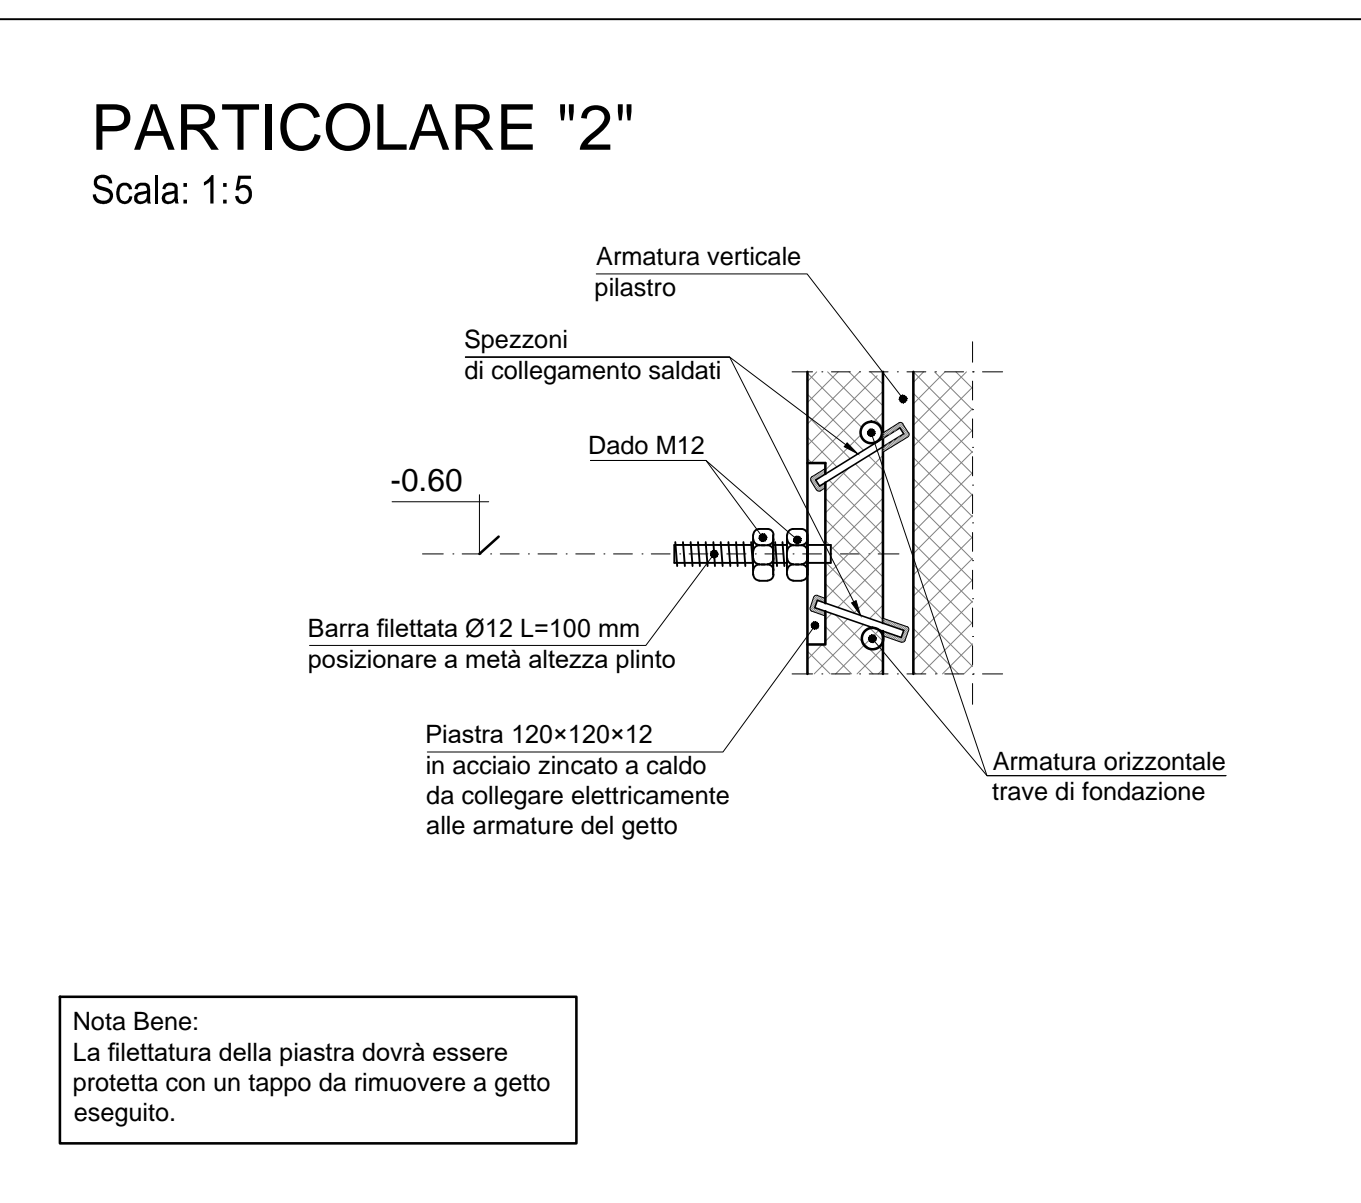 PARTICOLARE "2"
Scala: 1:5
Armatura verticale
pilastro
Spezzoni
di collegamento saldati
Dado M12
-0.60
Barra filettata Ø12 L=100 mm
posizionare a metà altezza plinto
Piastra 120×120×12
in acciaio zincato a caldo
da collegare elettricamente
alle armature del getto
Armatura orizzontale
trave di fondazione
Nota Bene:
La filettatura della piastra dovrà essere
protetta con un tappo da rimuovere a getto
eseguito.